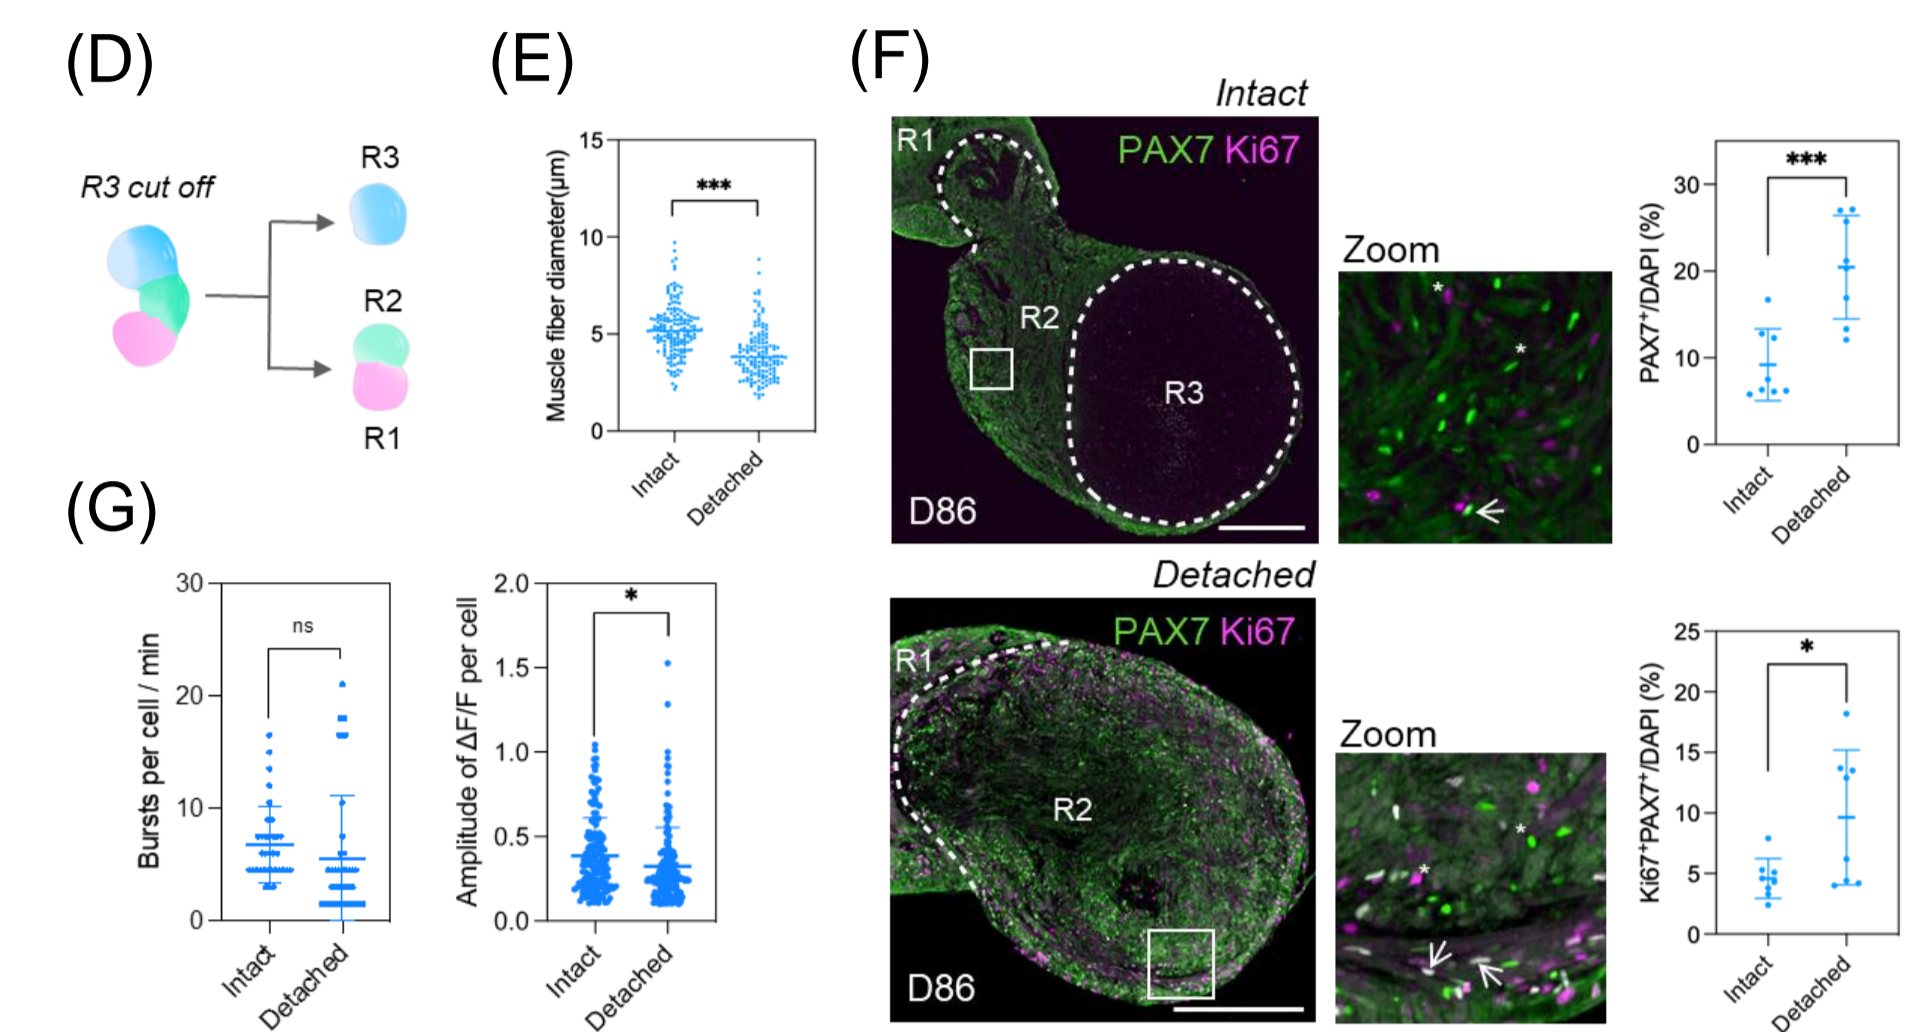 (D)
R3 cut off
R3
R2
R1
(E)
Muscle fiber diameter(μm)
15
10
5
0
***
Intact
Detached
(F)
Intact
R1
PAX7 Ki67
R2
R3
D86
Zoom
*
*
PAX7⁺/DAPI (%)
30
20
10
0
***
Intact
Detached
Detached
R1
PAX7 Ki67
R2
D86
Zoom
*
*
Ki67⁺PAX7⁺/DAPI (%)
25
20
15
10
5
0
*
Intact
Detached
(G)
Bursts per cell / min
30
20
10
0
ns
Intact
Detached
Amplitude of ΔF/F per cell
2.0
1.5
1.0
0.5
0.0
*
Intact
Detached